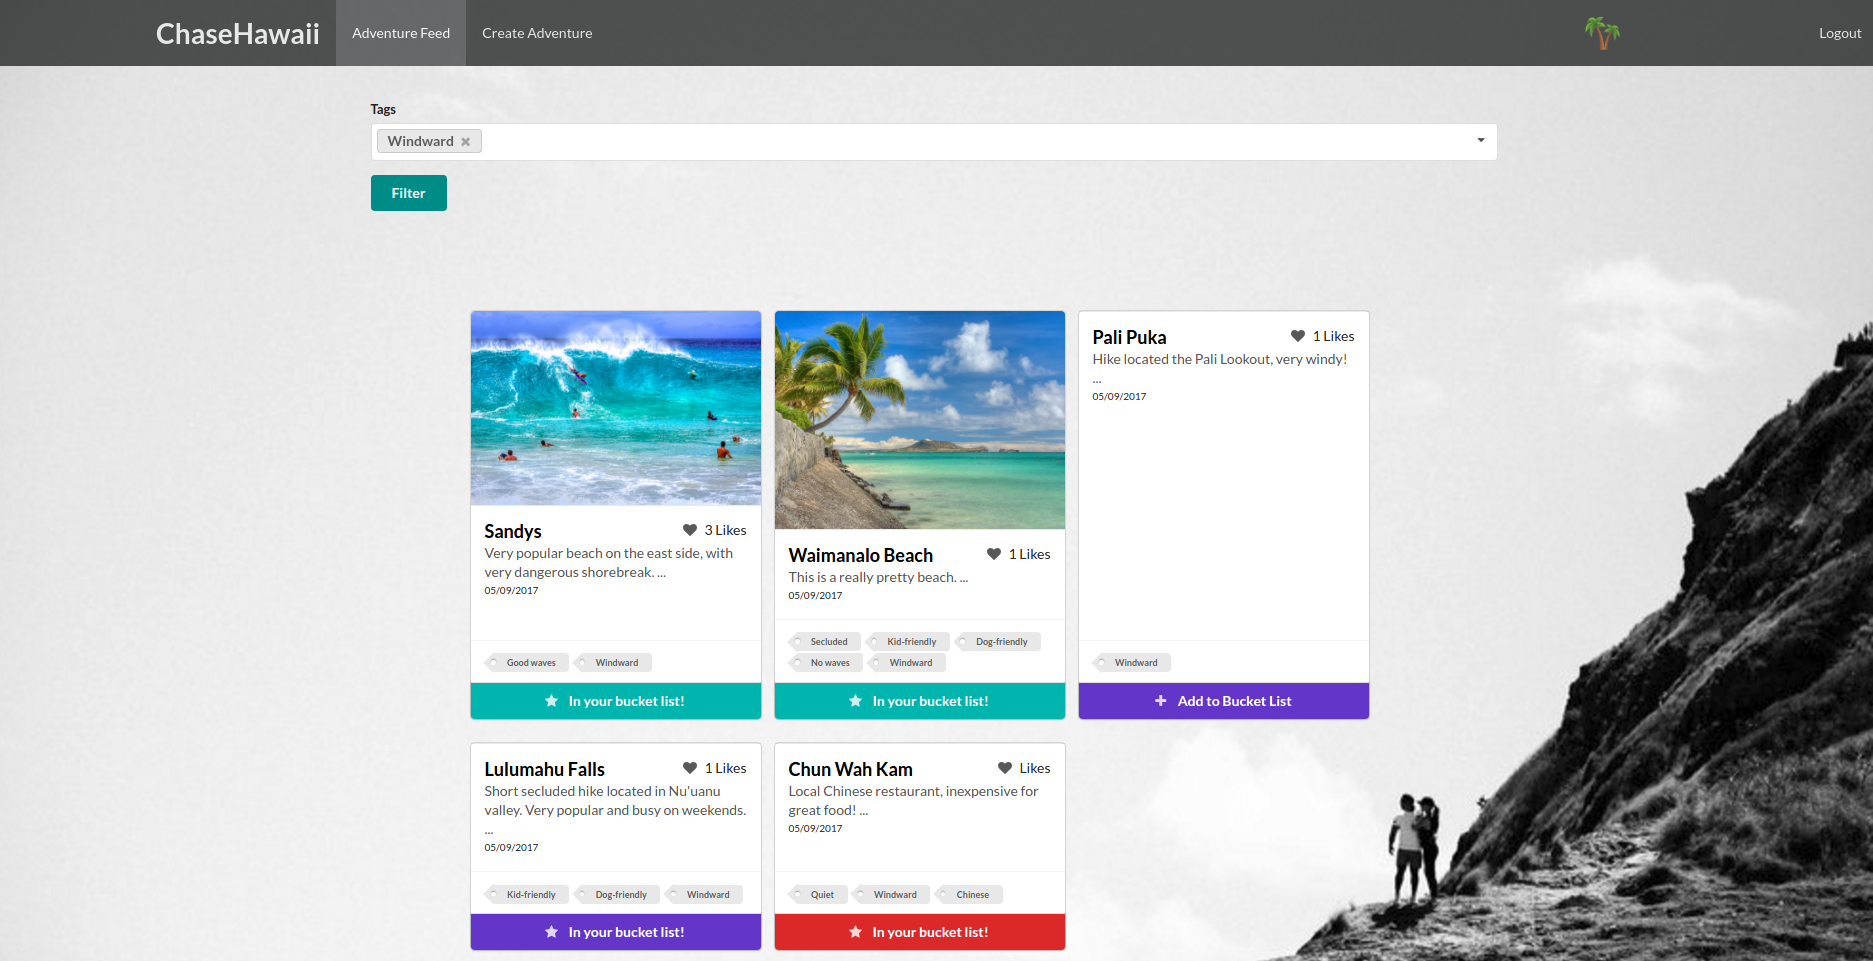 ChaseHawaii
Adventure Feed
Create Adventure
Logout
Tags
Windward
Filter
Sandys
3 Likes
Very popular beach on the east side, with
very dangerous shorebreak. ...
05/09/2017
Good waves
Windward
In your bucket list!
Waimanalo Beach
1 Likes
This is a really pretty beach. ...
05/09/2017
Secluded
Kid-friendly
Dog-friendly
No waves
Windward
In your bucket list!
Pali Puka
1 Likes
Hike located the Pali Lookout, very windy!
...
05/09/2017
Windward
Add to Bucket List
Lulumahu Falls
1 Likes
Short secluded hike located in Nu'uanu
valley. Very popular and busy on weekends.
...
05/09/2017
Kid-friendly
Dog-friendly
Windward
In your bucket list!
Chun Wah Kam
Likes
Local Chinese restaurant, inexpensive for
great food! ...
05/09/2017
Quiet
Windward
Chinese
In your bucket list!